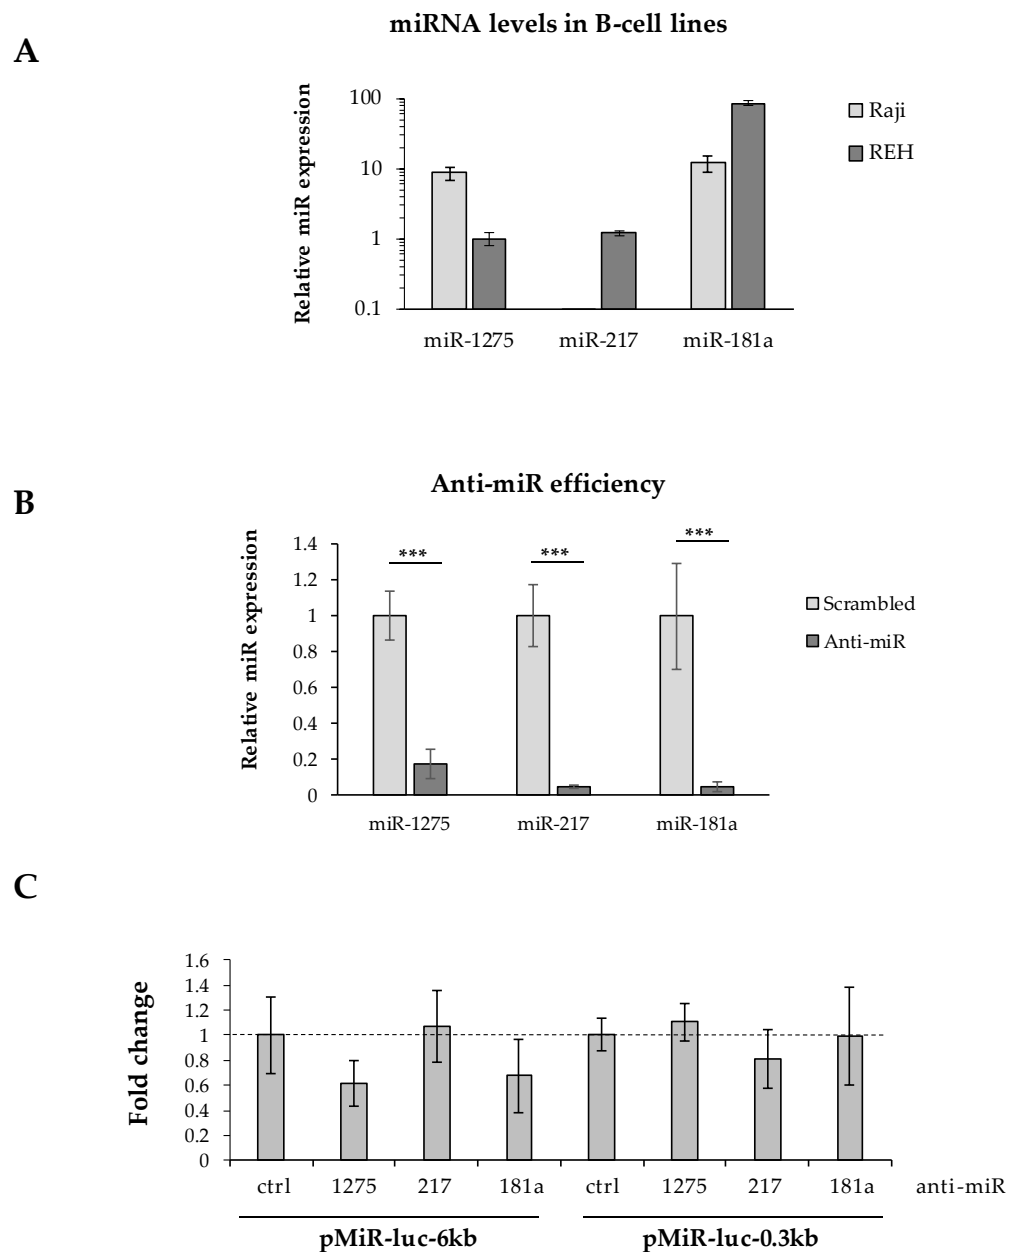 A
miRNA levels in B-cell lines
Relative miR expression
100
10
1
0.1
miR-1275 miR-217 miR-181a
Raji
REH
B
Anti-miR efficiency
Relative miR expression
1.4
1.2
1
0.8
0.6
0.4
0.2
0
*** *** ***
miR-1275 miR-217 miR-181a
Scrambled
Anti-miR
C
Fold change
1.6
1.4
1.2
1
0.8
0.6
0.4
0.2
0
ctrl 1275 217 181a ctrl 1275 217 181a anti-miR
pMiR-luc-6kb pMiR-luc-0.3kb